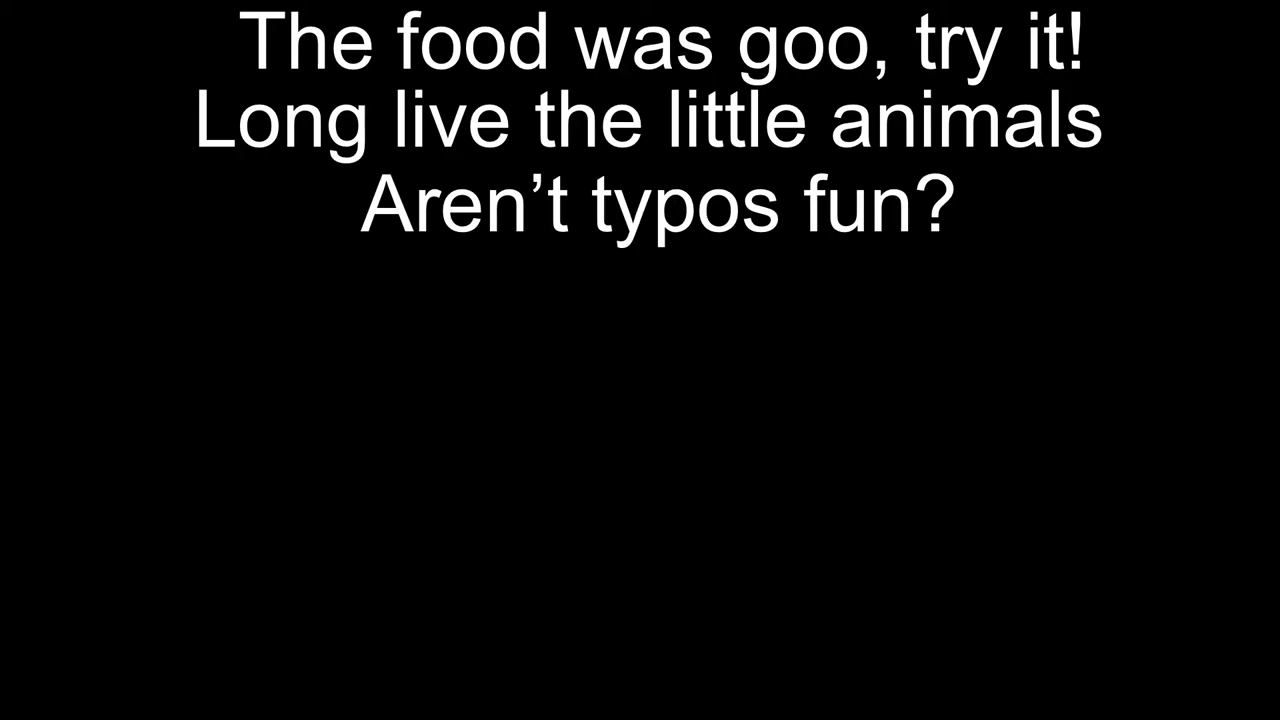 The food was goo, try it!
Long live the little animals
Aren’t typos fun?